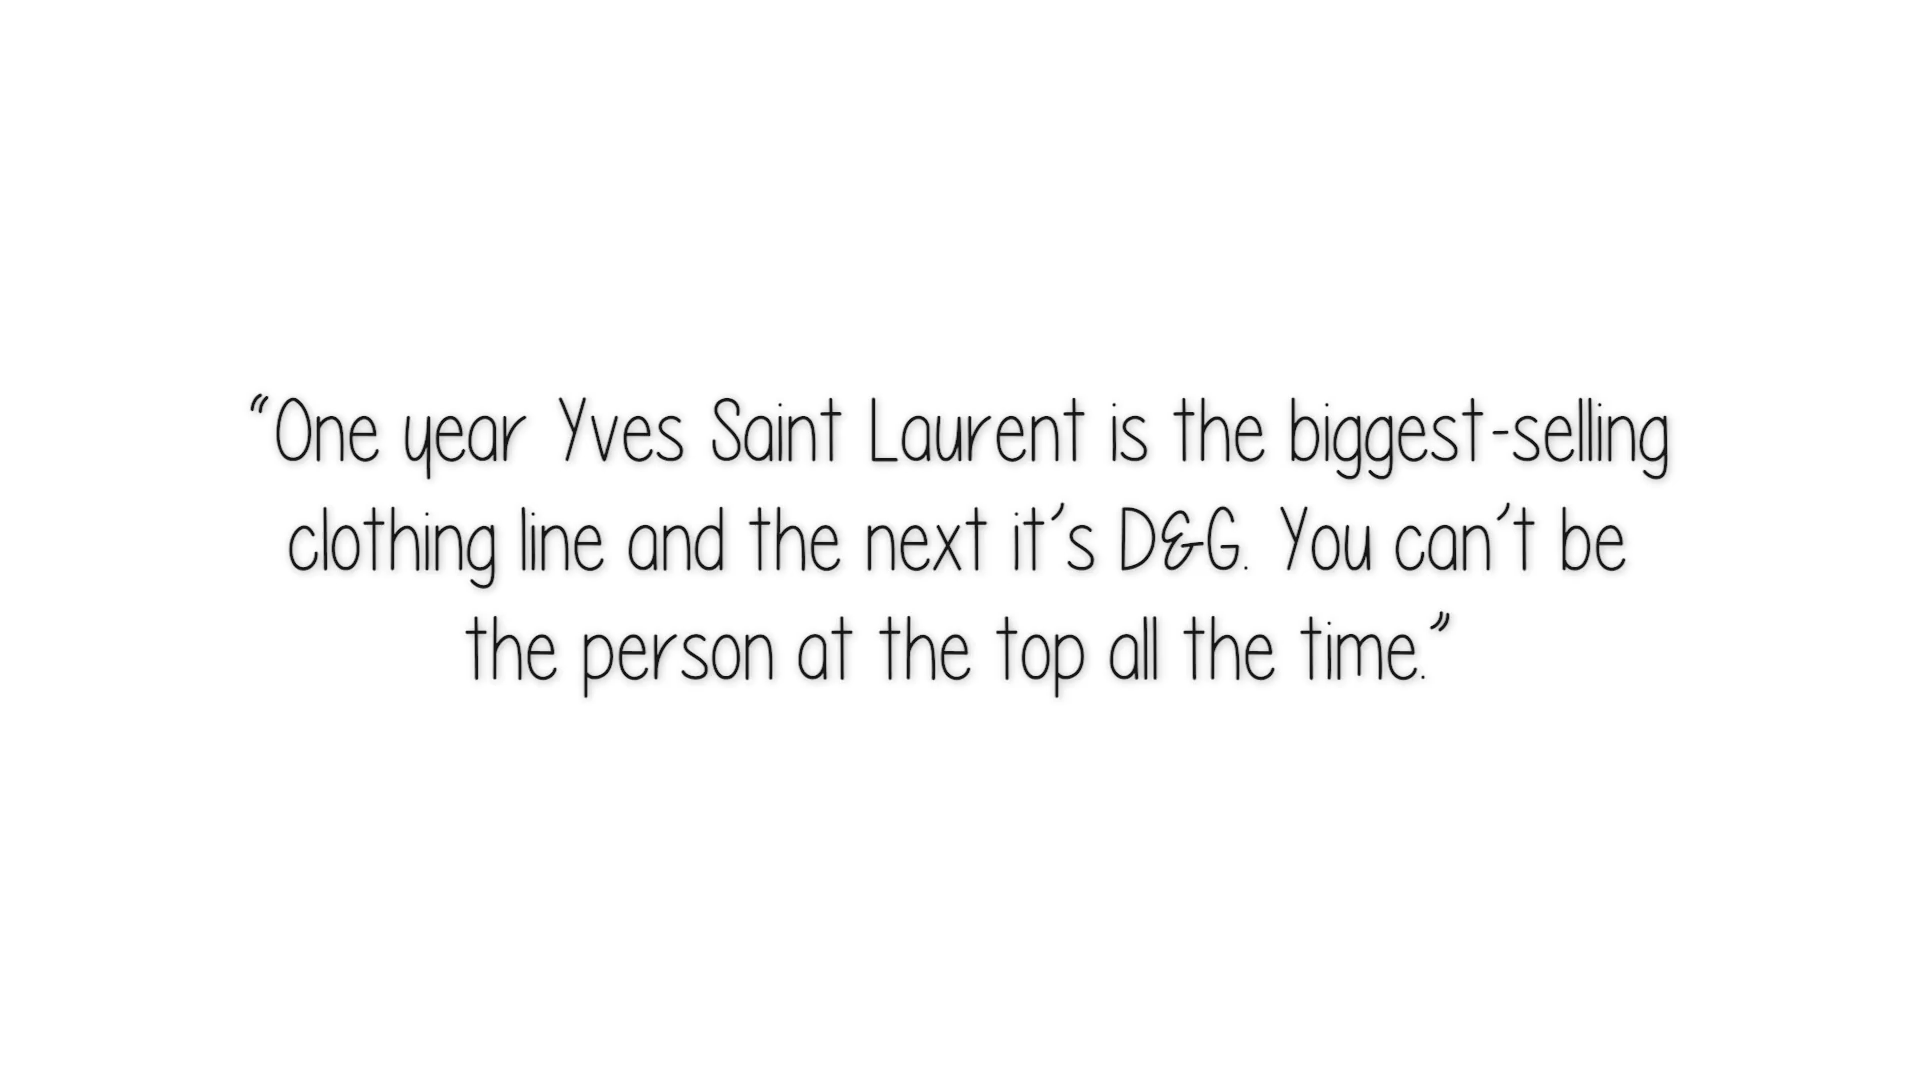 “One year Yves Saint Laurent is the biggest-selling
clothing line and the next it’s D&G. You can’t be
the person at the top all the time.”